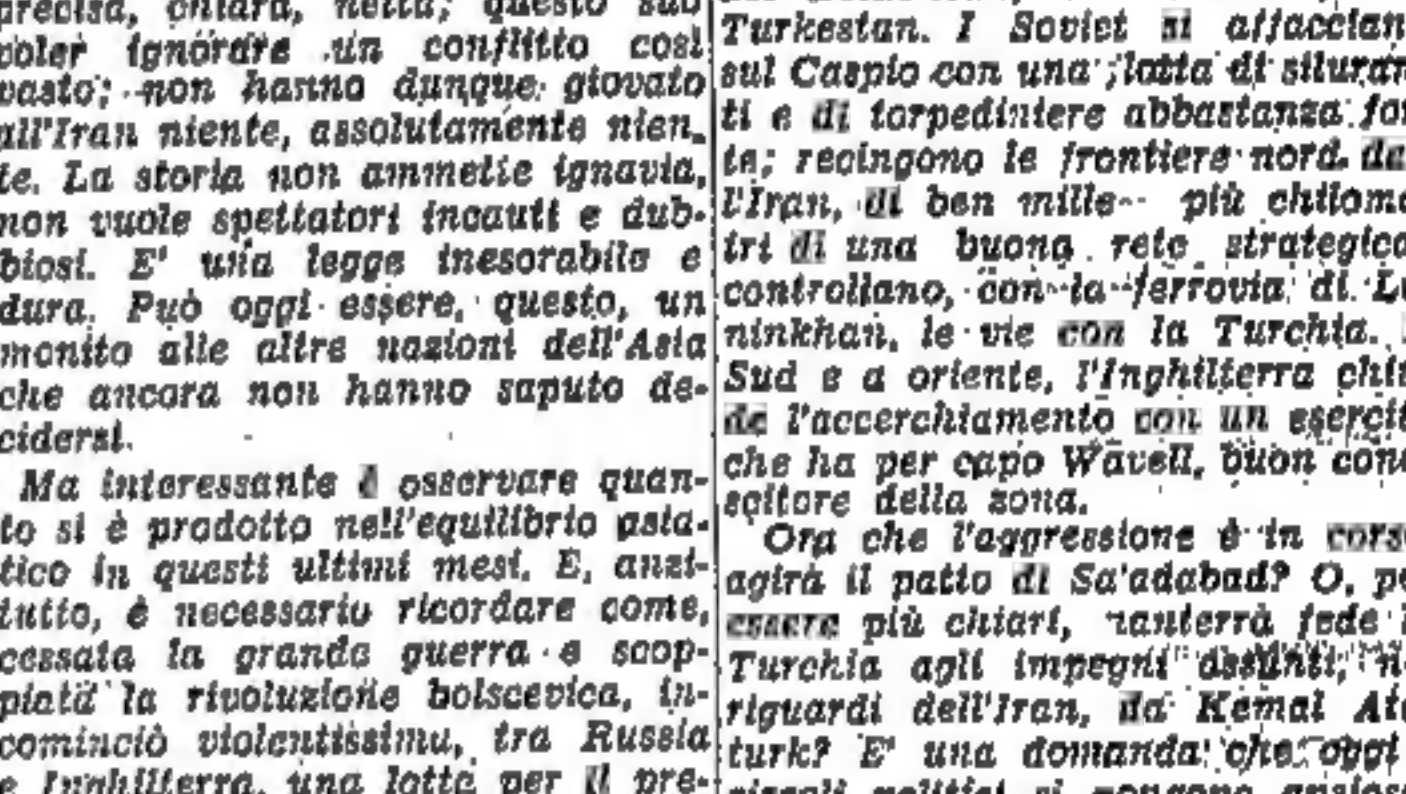 precisa, chiara, netta; questo suo
voler ignorare un conflitto così
vasto; non hanno dunque giovato
all'Iran niente, assolutamente nien-
te. La storia non ammette ignavia,
non vuole spettatori incauti e dub-
biosi. E' una legge inesorabile e
dura. Può oggi essere, questo, un
monito alle altre nazioni dell'Asia
che ancora non hanno saputo de-
cidersi.
Ma interessante è osservare quan-
to si è prodotto nell'equilibrio asia-
tico in questi ultimi mesi. E, anzi-
tutto, è necessario ricordare come,
cessata la grande guerra e scop-
piata la rivoluzione bolscevica, in-
cominciò violentissima, tra Russia
e Inghilterra, una lotta per il pre-
Turkestan. I Soviet si affaccian
sul Caspio con una flotta di siluran
ti e di torpediniere abbastanza for
te; recingono le frontiere nord de
l'Iran, di ben mille più chilome
tri di una buona rete strategica
controllano, con la ferrovia di Le
ninkhan, le vie con la Turchia.
Sud e a oriente, l'Inghilterra chiu
de l'accerchiamento con un esercit
che ha per capo Wavell, buon cono
scitore della zona.
Ora che l'aggressione è in corso
agirà il patto di Sa'adabad? O, pe
essere più chiari, manterrà fede l
Turchia agli impegni assunti, n
riguardi dell'Iran, da Kemal Ata
turk? E' una domanda che oggi
politici si pongono